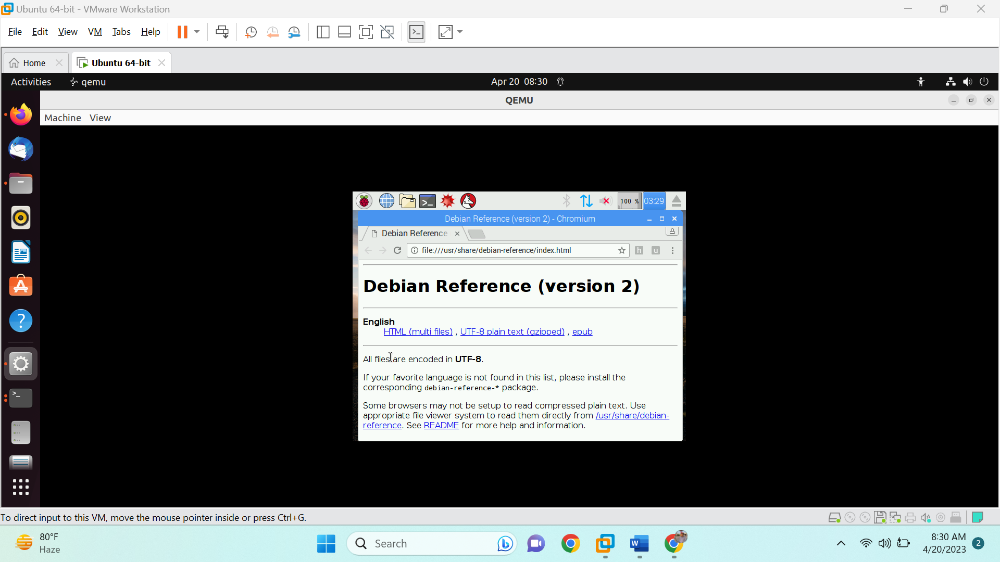 Ubuntu 64-bit - VMware Workstation
File Edit View VM Tabs Help
Home Ubuntu 64-bit
Activities qemu Apr 20 08:30
QEMU
Machine View
100 % 03:29
Debian Reference (version 2) - Chromium
Debian Reference
file:///usr/share/debian-reference/index.html h u
Debian Reference (version 2)
English
HTML (multi files) , UTF-8 plain text (gzipped) , epub
All files are encoded in UTF-8.
If your favorite language is not found in this list, please install the
corresponding debian-reference-* package.
Some browsers may not be setup to read compressed plain text. Use
appropriate file viewer system to read them directly from /usr/share/debian-
reference. See README for more help and information.
To direct input to this VM, move the mouse pointer inside or press Ctrl+G.
80°F
Haze
Search
W
8:30 AM
4/20/2023
2